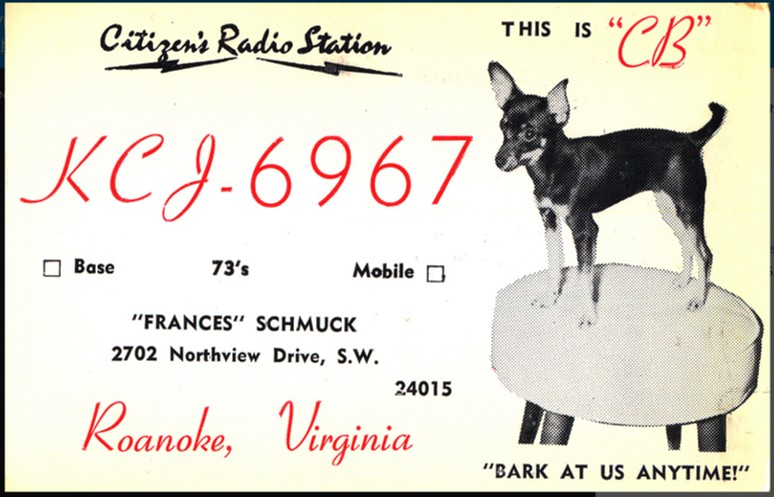 Citizen's Radio Station
THIS IS "CB"
KCJ-6967
Base 73's Mobile
"FRANCES" SCHMUCK
2702 Northview Drive, S.W.
24015
Roanoke, Virginia
"BARK AT US ANYTIME!"